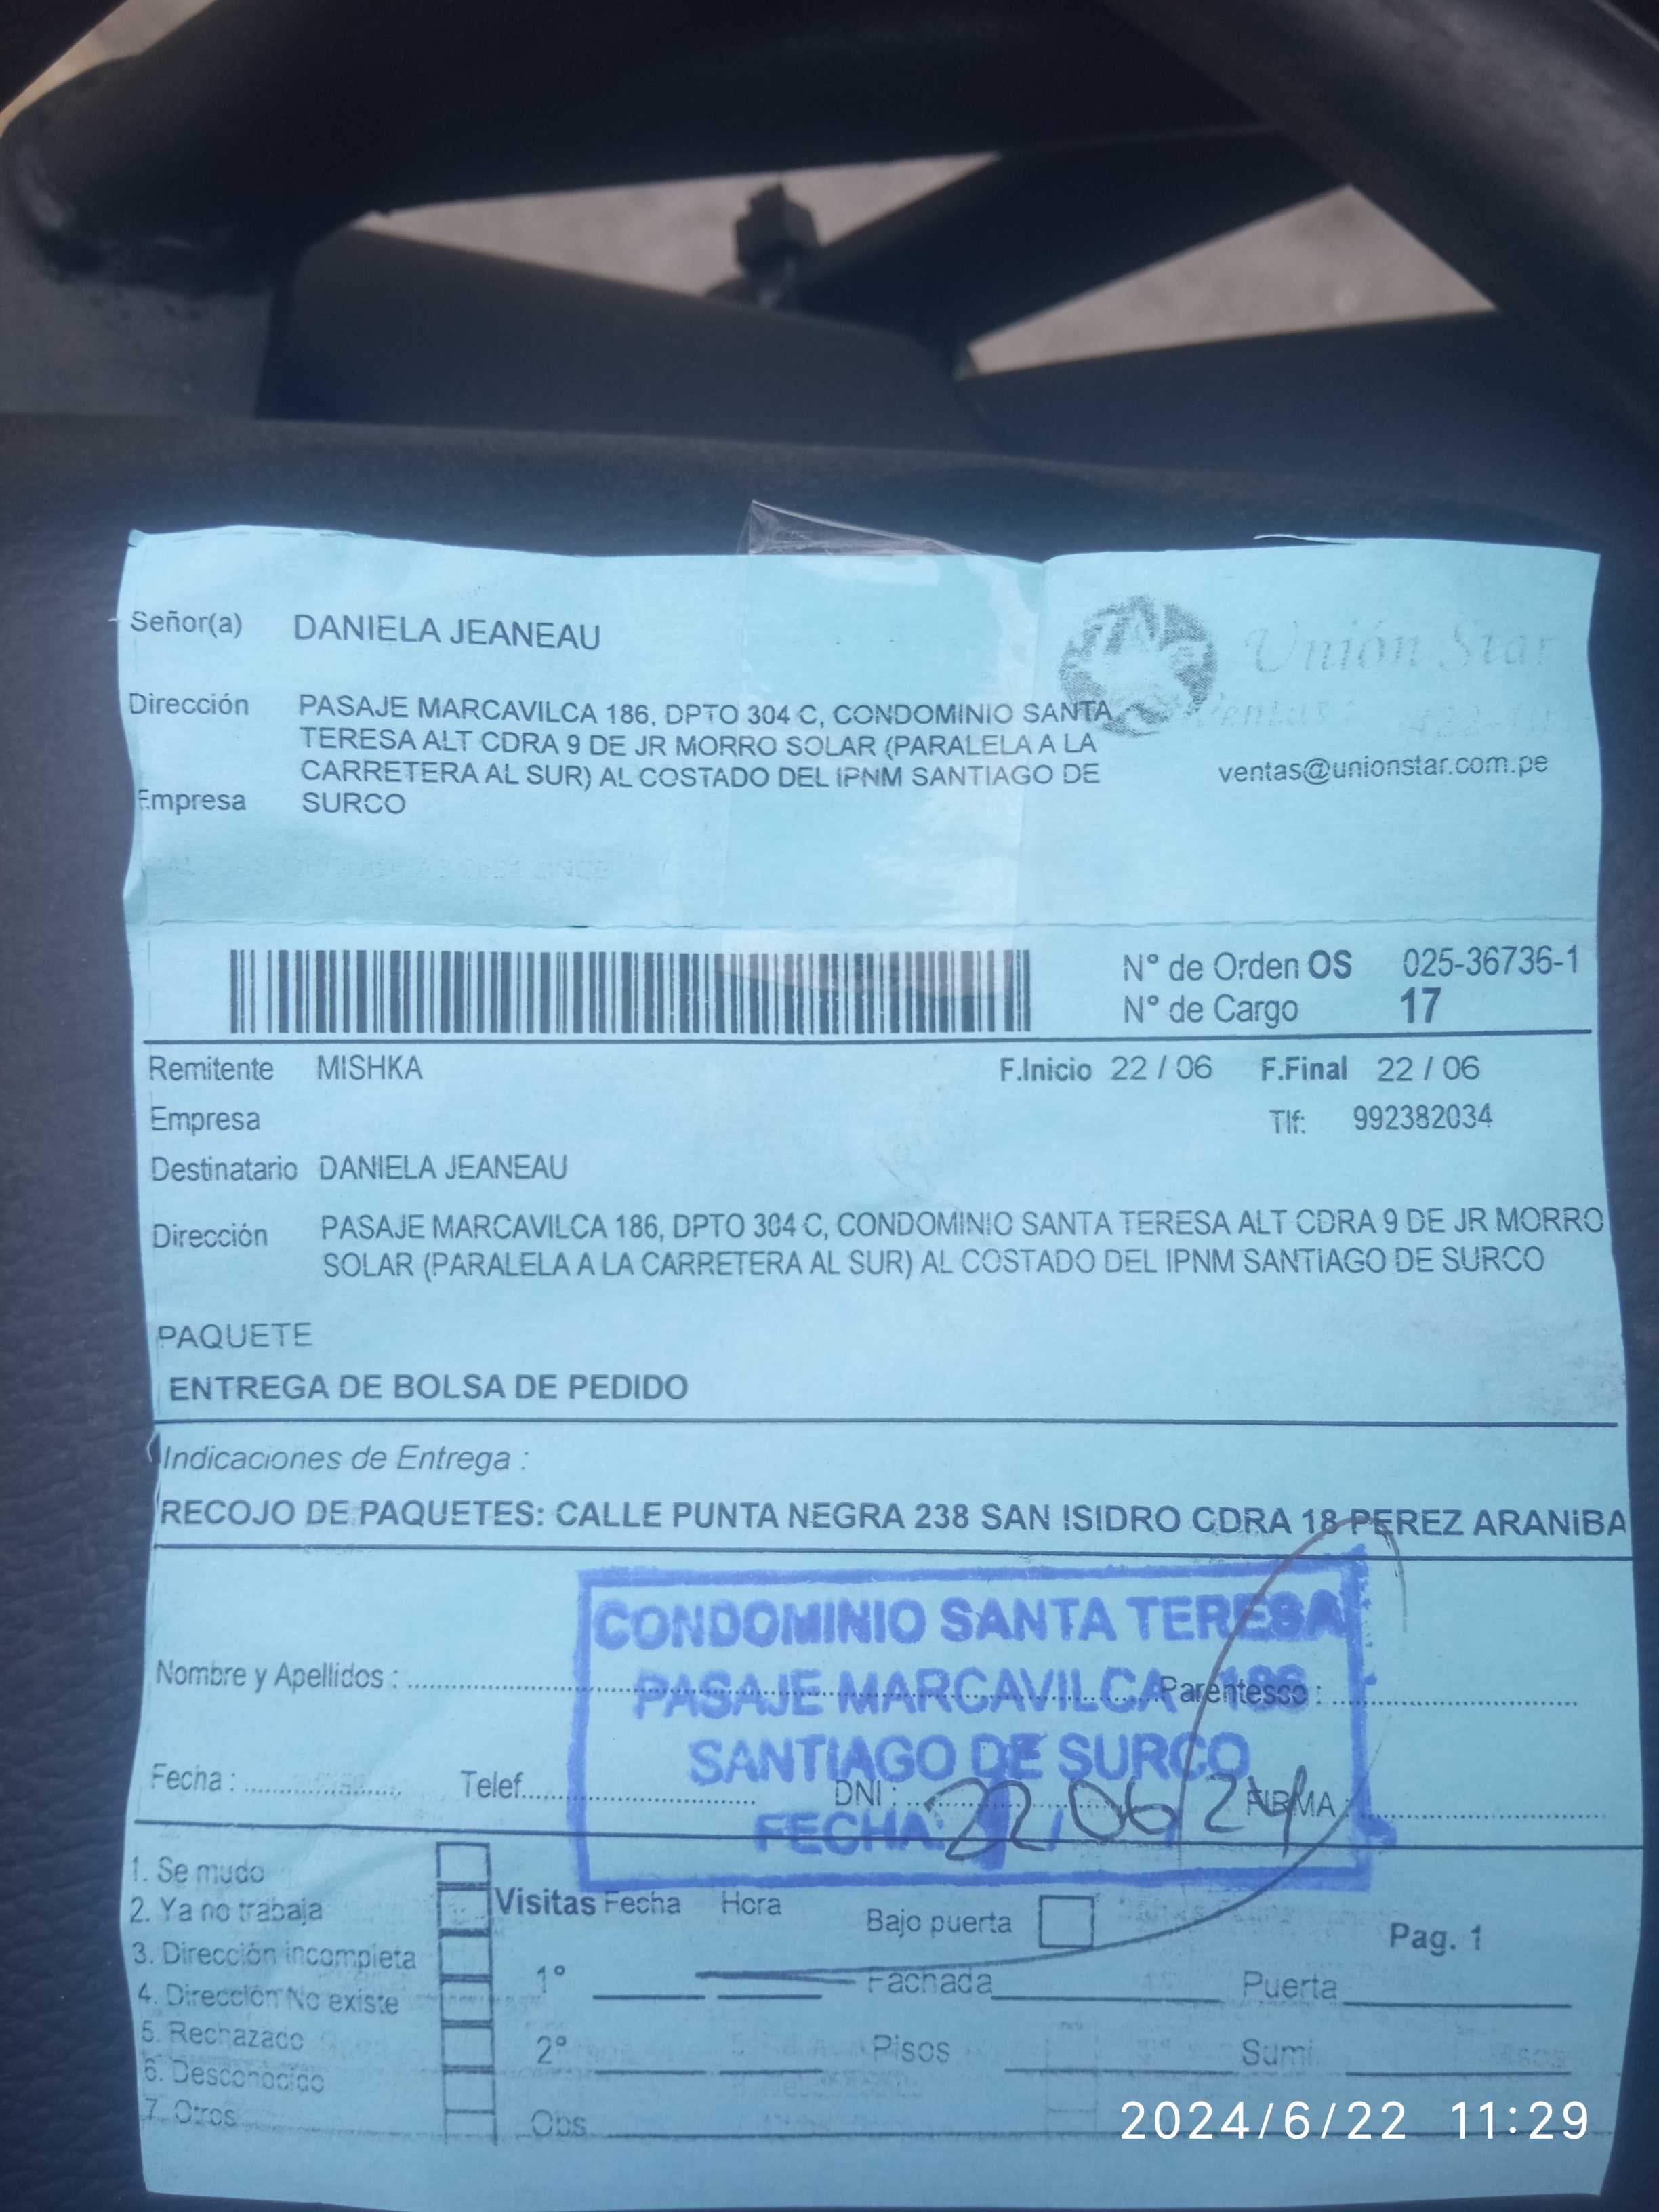 Señor(a) DANIELA JEANEAU
Unión Star
Dirección PASAJE MARCAVILCA 186, DPTO 304 C, CONDOMINIO SANTA
TERESA ALT CDRA 9 DE JR MORRO SOLAR (PARALELA A LA
CARRETERA AL SUR) AL COSTADO DEL IPNM SANTIAGO DE
SURCO
ventas@unionstar.com.pe
Empresa
N° de Orden OS 025-36736-1
N° de Cargo 17
Remitente MISHKA F.Inicio 22 / 06 F.Final 22 / 06
Empresa Tlf: 992382034
Destinatario DANIELA JEANEAU
Dirección PASAJE MARCAVILCA 186, DPTO 304 C, CONDOMINIO SANTA TERESA ALT CDRA 9 DE JR MORRO
SOLAR (PARALELA A LA CARRETERA AL SUR) AL COSTADO DEL IPNM SANTIAGO DE SURCO
PAQUETE
ENTREGA DE BOLSA DE PEDIDO
Indicaciones de Entrega :
RECOJO DE PAQUETES: CALLE PUNTA NEGRA 238 SAN ISIDRO CDRA 18 PEREZ ARANIBA
CONDOMINIO SANTA TERESA
PASAJE MARCAVILCA 186
SANTIAGO DE SURCO
FECHA: 22/06/24
Nombre y Apellidos : Parentesco :
Fecha : Telef. DNI : FIRMA :
1. Se mudo
2. Ya no trabaja
3. Dirección incompleta
4. Dirección No existe
5. Rechazado
6. Desconocido
7. Otros
Visitas Fecha Hora Bajo puerta Pag. 1
1° Fachada Puerta
2° Pisos Sumi
Obs
2024/6/22 11:29